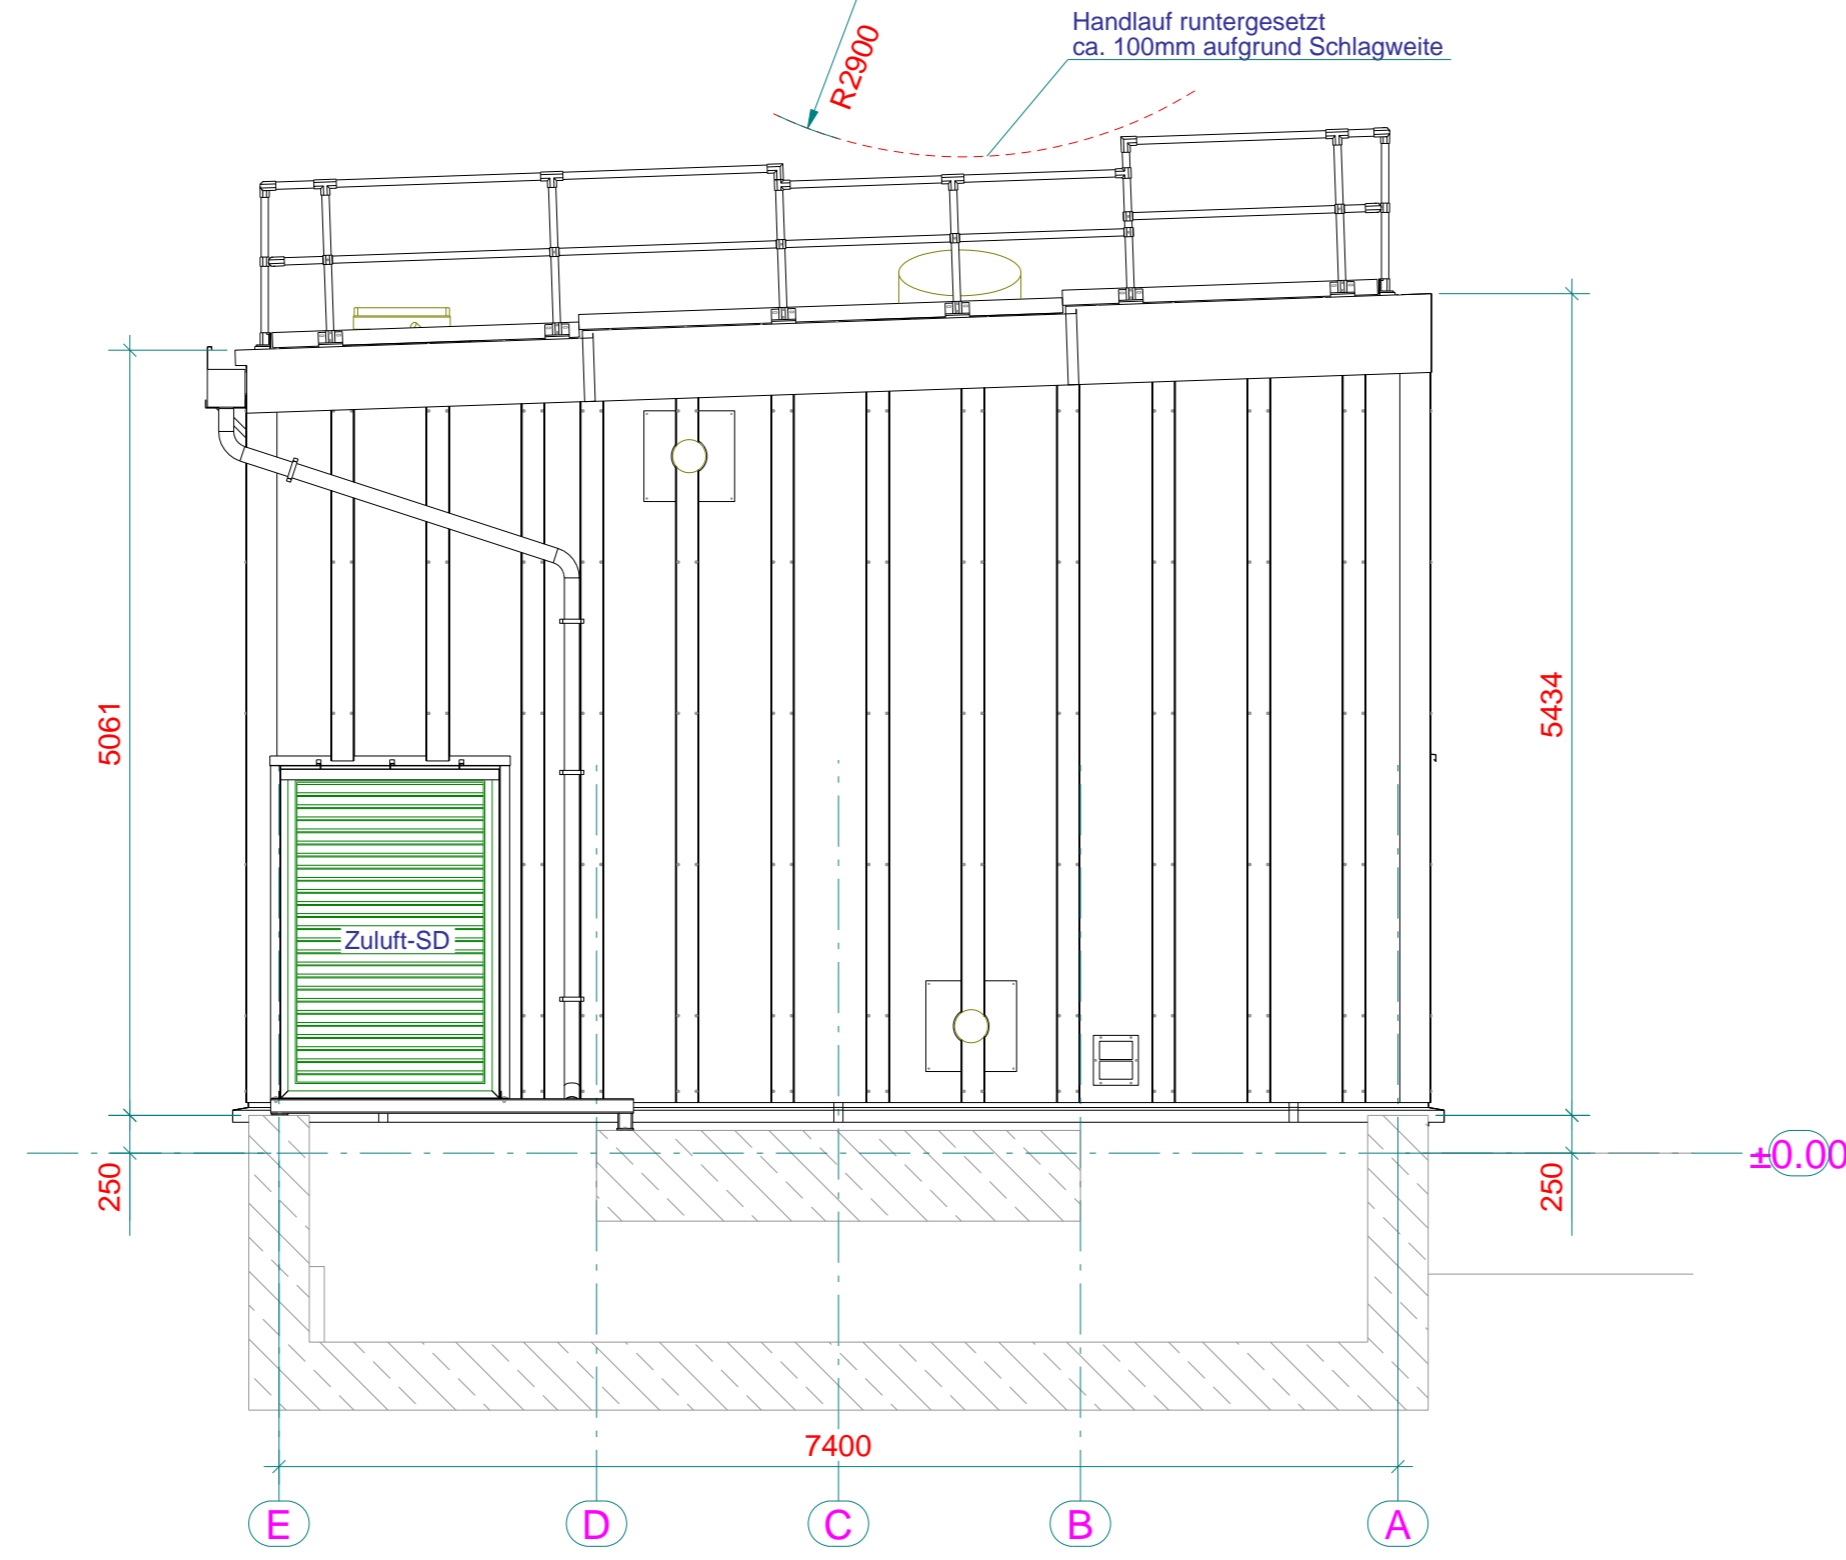 Handlauf runtergesetzt
ca. 100mm aufgrund Schlagweite
R2900
5061
5434
Zuluft-SD
250
250
±0.00
7400
E
D
C
B
A